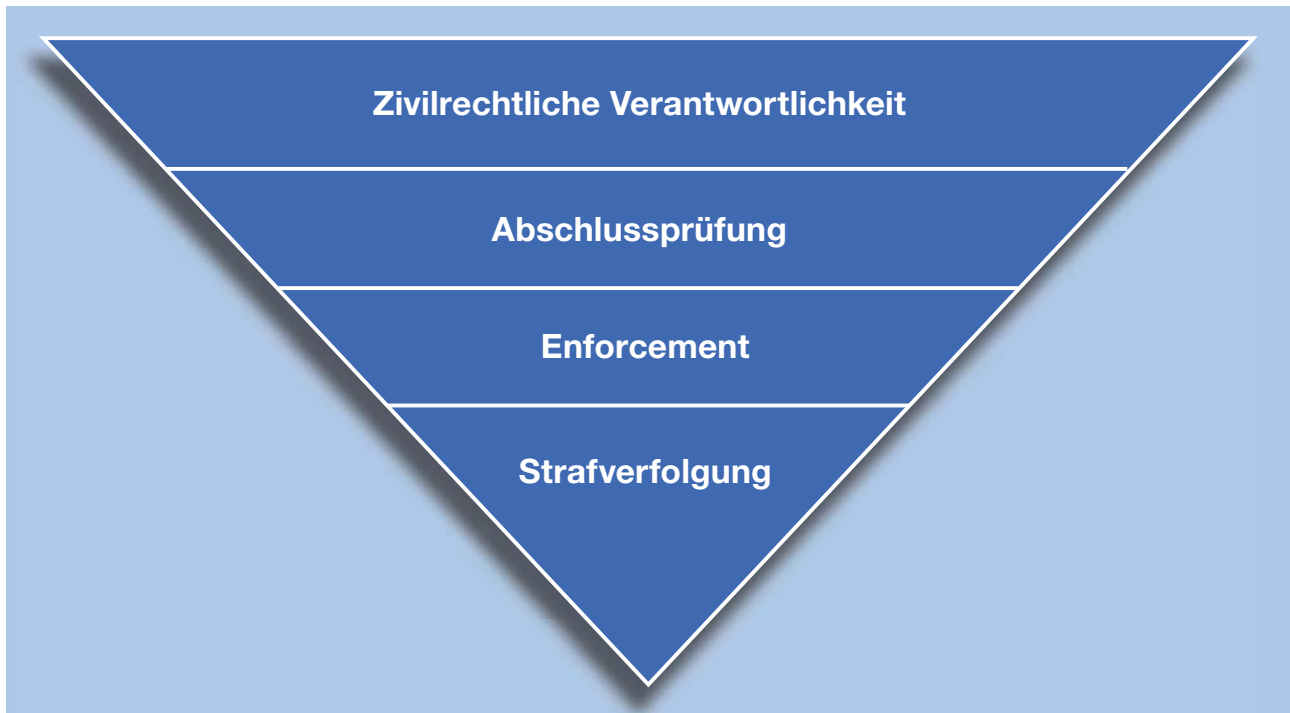 Zivilrechtliche Verantwortlichkeit
Abschlussprüfung
Enforcement
Strafverfolgung